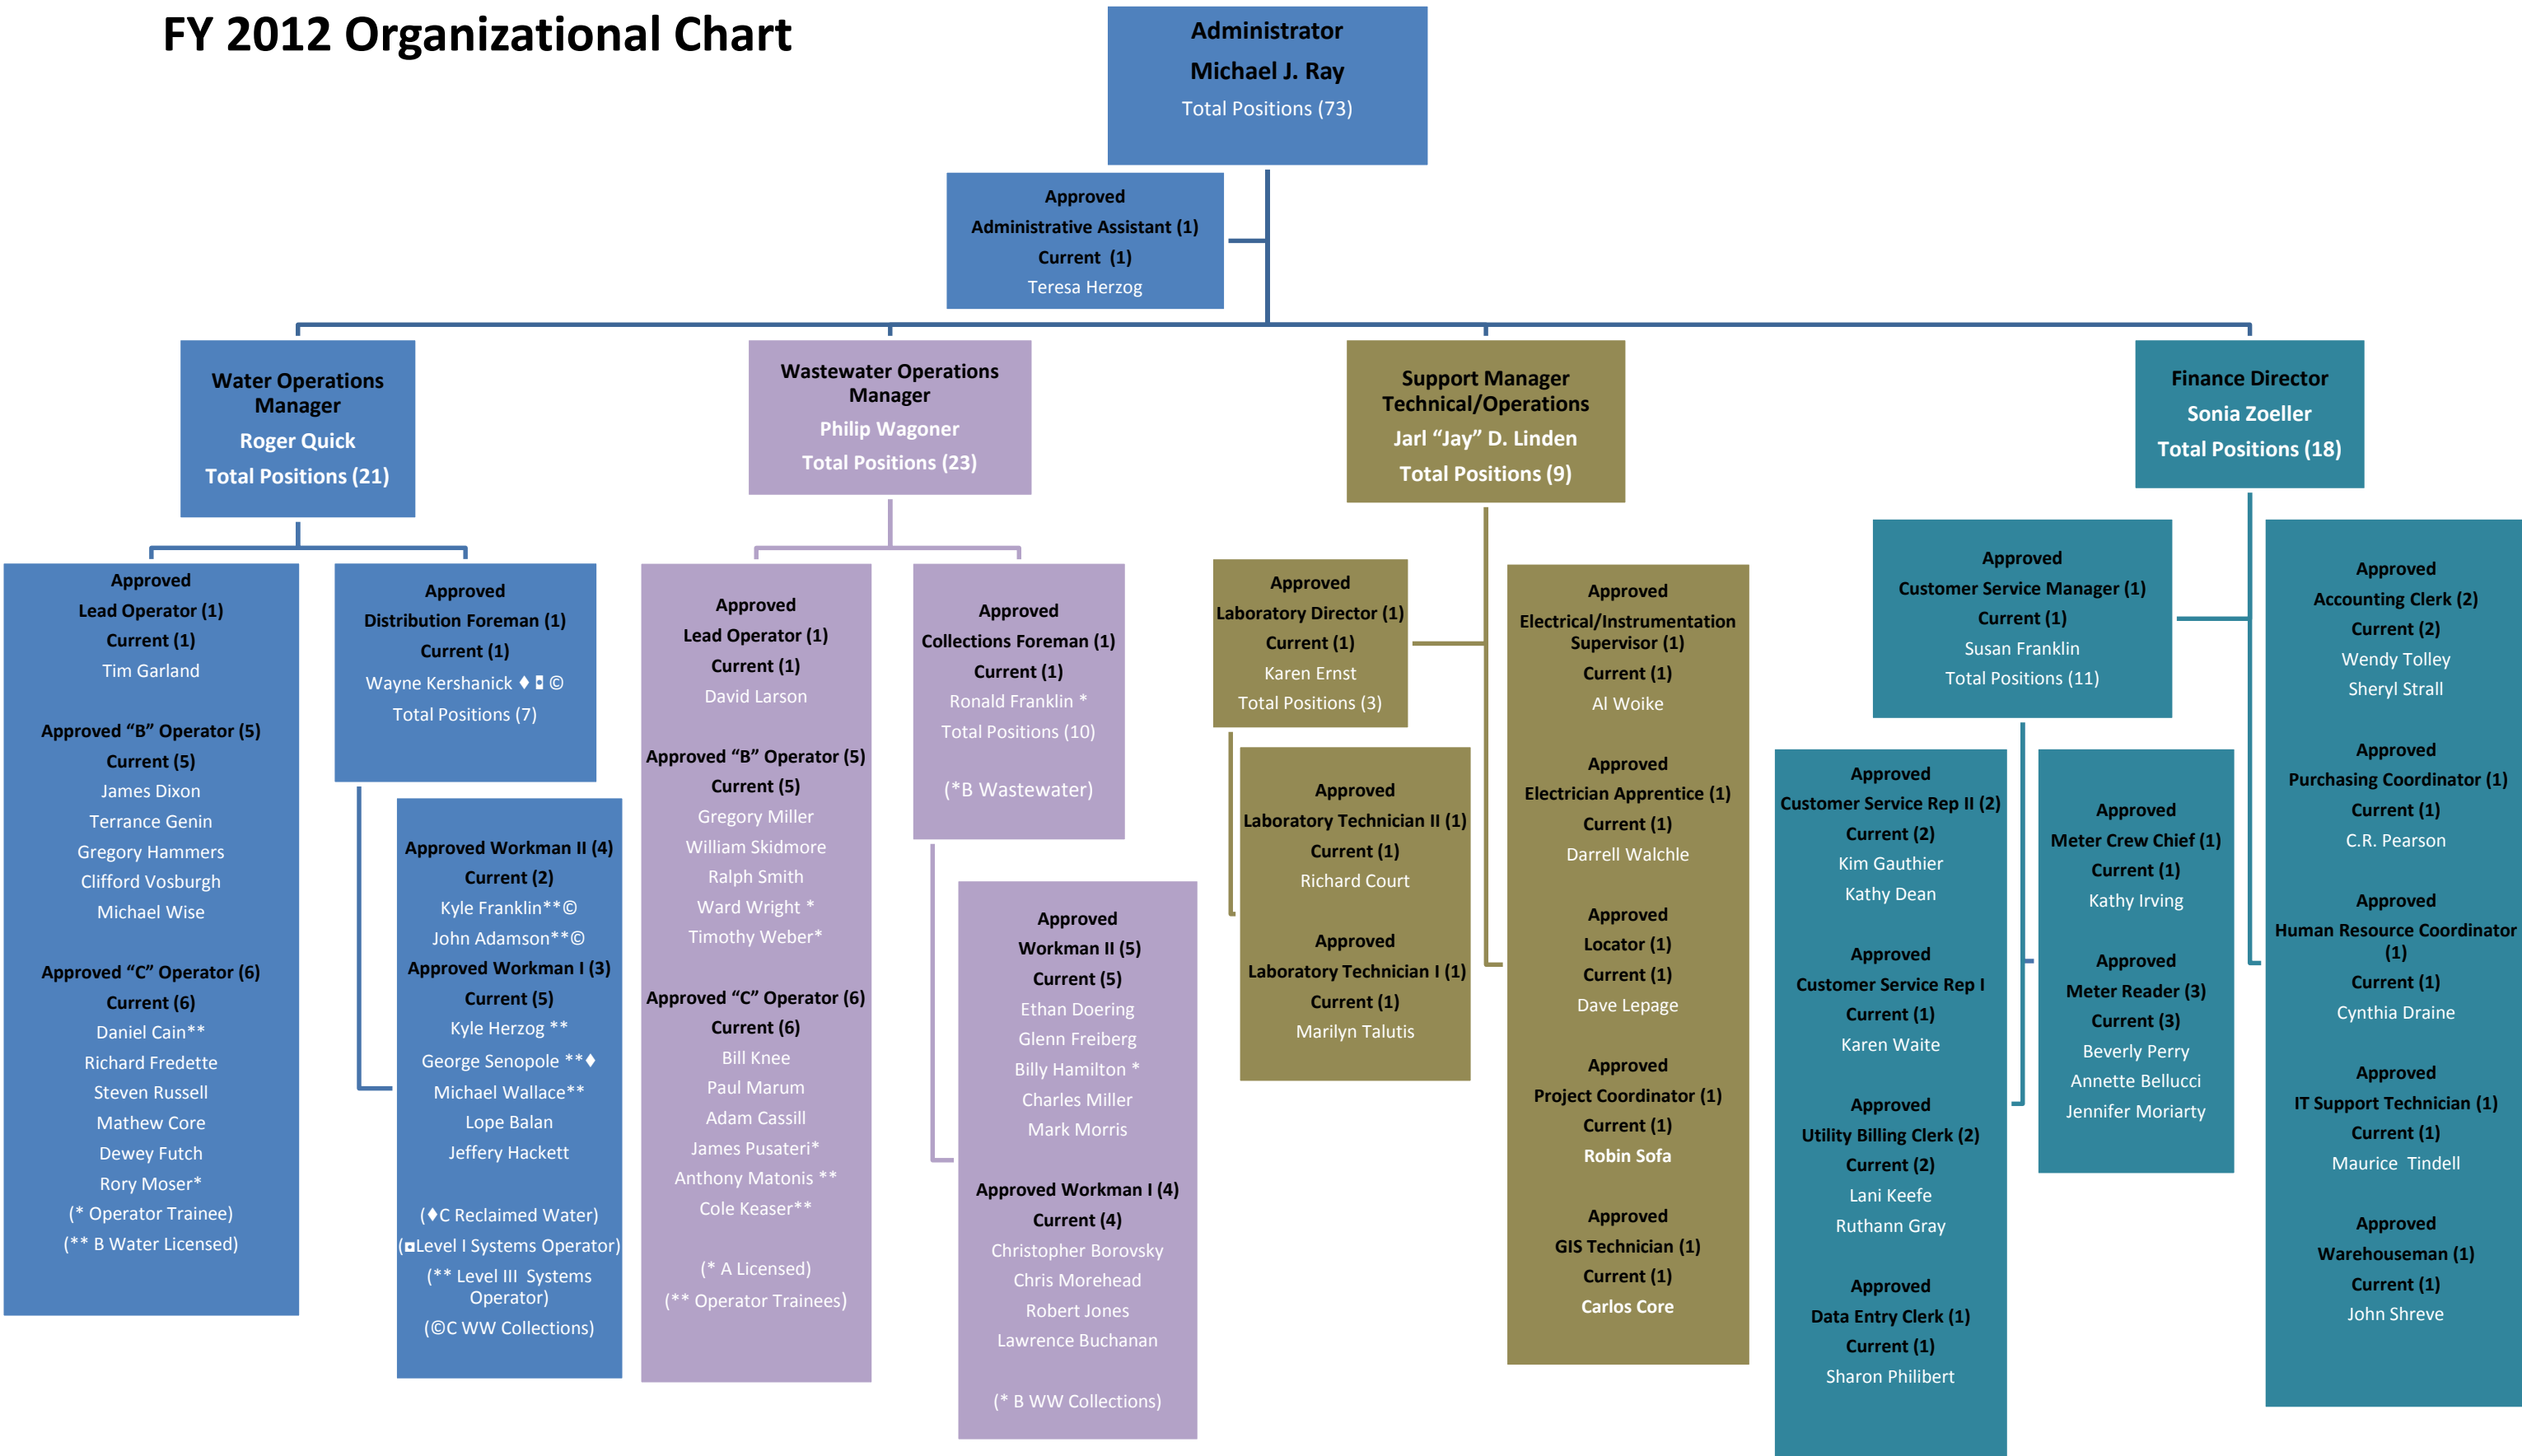 FY 2012 Organizational Chart
Administrator
Michael J. Ray
Total Positions (73)
Approved
Administrative Assistant (1)
Current (1)
Teresa Herzog
Water Operations
Manager
Roger Quick
Total Positions (21)
Approved
Lead Operator (1)
Current (1)
Tim Garland
Approved “B” Operator (5)
Current (5)
James Dixon
Terrance Genin
Gregory Hammers
Clifford Vosburgh
Michael Wise
Approved “C” Operator (6)
Current (6)
Daniel Cain**
Richard Fredette
Steven Russell
Mathew Core
Dewey Futch
Rory Moser*
(* Operator Trainee)
(** B Water Licensed)
Approved
Distribution Foreman (1)
Current (1)
Wayne Kershanick ♦ ◘ ©
Total Positions (7)
Approved Workman II (4)
Current (2)
Kyle Franklin**©
John Adamson**©
Approved Workman I (3)
Current (5)
Kyle Herzog **
George Senopole **♦
Michael Wallace**
Lope Balan
Jeffery Hackett
(♦C Reclaimed Water)
(◘Level I Systems Operator)
(** Level III Systems
Operator)
(©C WW Collections)
Wastewater Operations
Manager
Philip Wagoner
Total Positions (23)
Approved
Lead Operator (1)
Current (1)
David Larson
Approved “B” Operator (5)
Current (5)
Gregory Miller
William Skidmore
Ralph Smith
Ward Wright *
Timothy Weber*
Approved “C” Operator (6)
Current (6)
Bill Knee
Paul Marum
Adam Cassill
James Pusateri*
Anthony Matonis **
Cole Keaser**
(* A Licensed)
(** Operator Trainees)
Approved
Collections Foreman (1)
Current (1)
Ronald Franklin *
Total Positions (10)
(*B Wastewater)
Approved
Workman II (5)
Current (5)
Ethan Doering
Glenn Freiberg
Billy Hamilton *
Charles Miller
Mark Morris
Approved Workman I (4)
Current (4)
Christopher Borovsky
Chris Morehead
Robert Jones
Lawrence Buchanan
(* B WW Collections)
Support Manager
Technical/Operations
Jarl “Jay” D. Linden
Total Positions (9)
Approved
Laboratory Director (1)
Current (1)
Karen Ernst
Total Positions (3)
Approved
Laboratory Technician II (1)
Current (1)
Richard Court
Approved
Laboratory Technician I (1)
Current (1)
Marilyn Talutis
Approved
Electrical/Instrumentation
Supervisor (1)
Current (1)
Al Woike
Approved
Electrician Apprentice (1)
Current (1)
Darrell Walchle
Approved
Locator (1)
Current (1)
Dave Lepage
Approved
Project Coordinator (1)
Current (1)
Robin Sofa
Approved
GIS Technician (1)
Current (1)
Carlos Core
Finance Director
Sonia Zoeller
Total Positions (18)
Approved
Customer Service Manager (1)
Current (1)
Susan Franklin
Total Positions (11)
Approved
Customer Service Rep II (2)
Current (2)
Kim Gauthier
Kathy Dean
Approved
Customer Service Rep I
Current (1)
Karen Waite
Approved
Utility Billing Clerk (2)
Current (2)
Lani Keefe
Ruthann Gray
Approved
Data Entry Clerk (1)
Current (1)
Sharon Philibert
Approved
Meter Crew Chief (1)
Current (1)
Kathy Irving
Approved
Meter Reader (3)
Current (3)
Beverly Perry
Annette Bellucci
Jennifer Moriarty
Approved
Accounting Clerk (2)
Current (2)
Wendy Tolley
Sheryl Strall
Approved
Purchasing Coordinator (1)
Current (1)
C.R. Pearson
Approved
Human Resource Coordinator
(1)
Current (1)
Cynthia Draine
Approved
IT Support Technician (1)
Current (1)
Maurice Tindell
Approved
Warehouseman (1)
Current (1)
John Shreve